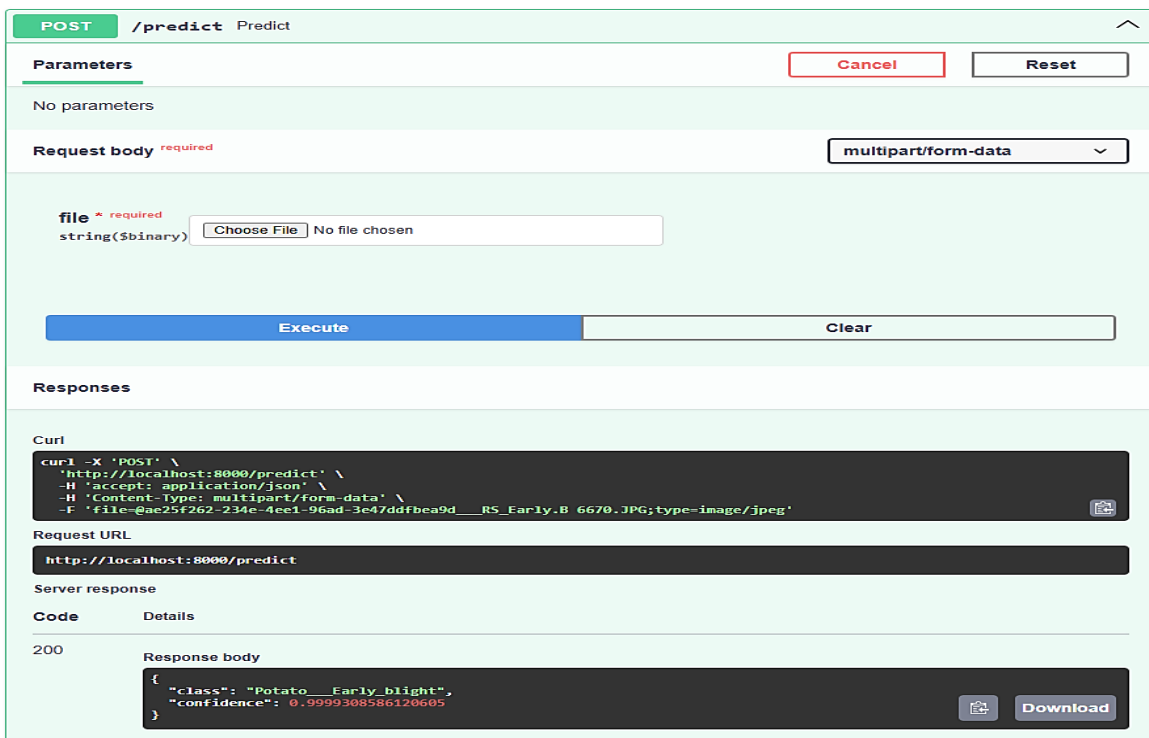 POST /predict Predict
Parameters Cancel Reset
No parameters
Request body required multipart/form-data
file * required
string($binary) Choose File No file chosen
Execute Clear
Responses
Curl
curl -X 'POST' \
'http://localhost:8000/predict' \
-H 'accept: application/json' \
-H 'Content-Type: multipart/form-data' \
-F 'file=@ae25f262-234e-4ee1-96ad-3e47ddfbea9d___RS_Early.B 6670.JPG;type=image/jpeg'
Request URL
http://localhost:8000/predict
Server response
Code Details
200
Response body
{
"class": "Potato___Early_blight",
"confidence": 0.9999308586120605
}
Download